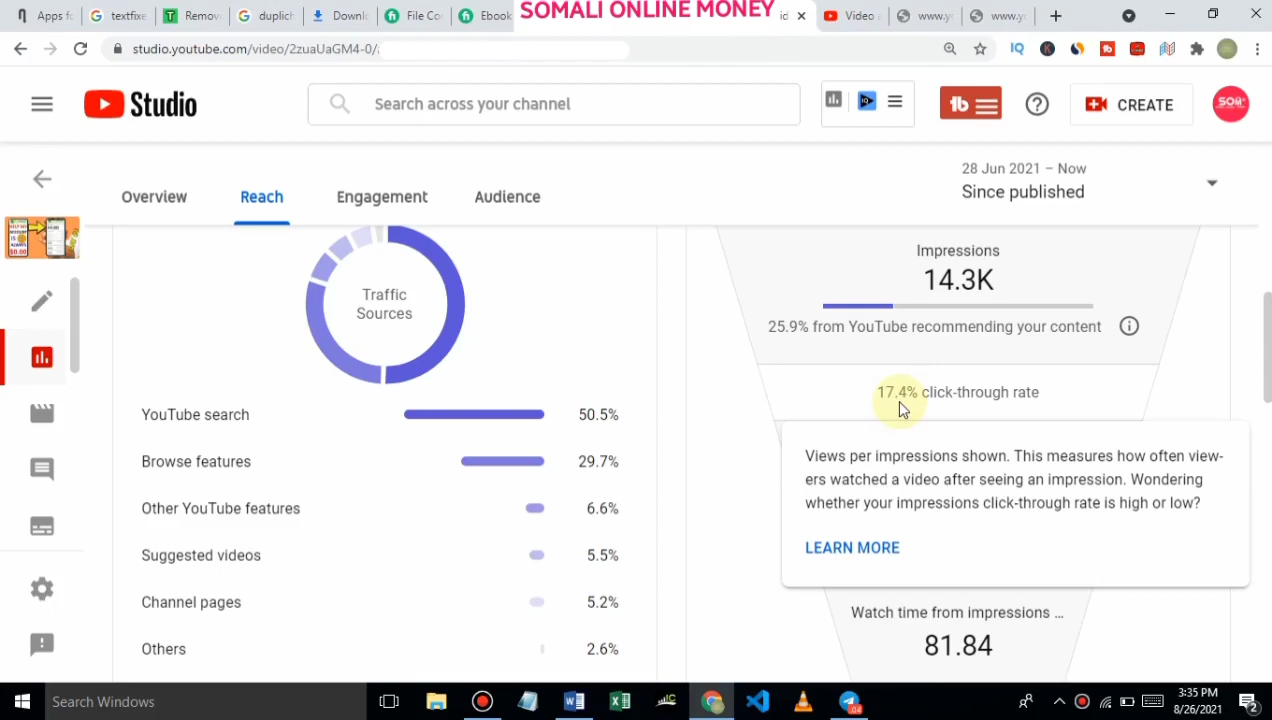 SOMALI ONLINE MONEY
Apps fo
textfixe
Remov
duplich
Downl
File Co
Ebook
Video
www.y
www.yo
studio.youtube.com/video/2zuaUaGM4-0/
IQ
Studio
Search across your channel
CREATE
SOM
28 Jun 2021 – Now
Overview
Reach
Engagement
Audience
Since published
Impressions
14.3K
Traffic
Sources
25.9% from YouTube recommending your content
17.4% click-through rate
YouTube search
50.5%
Views per impressions shown. This measures how often view-
ers watched a video after seeing an impression. Wondering
whether your impressions click-through rate is high or low?
LEARN MORE
Browse features
29.7%
Other YouTube features
6.6%
Suggested videos
5.5%
Channel pages
5.2%
Others
2.6%
Watch time from impressions ...
81.84
Search Windows
3:35 PM
8/26/2021